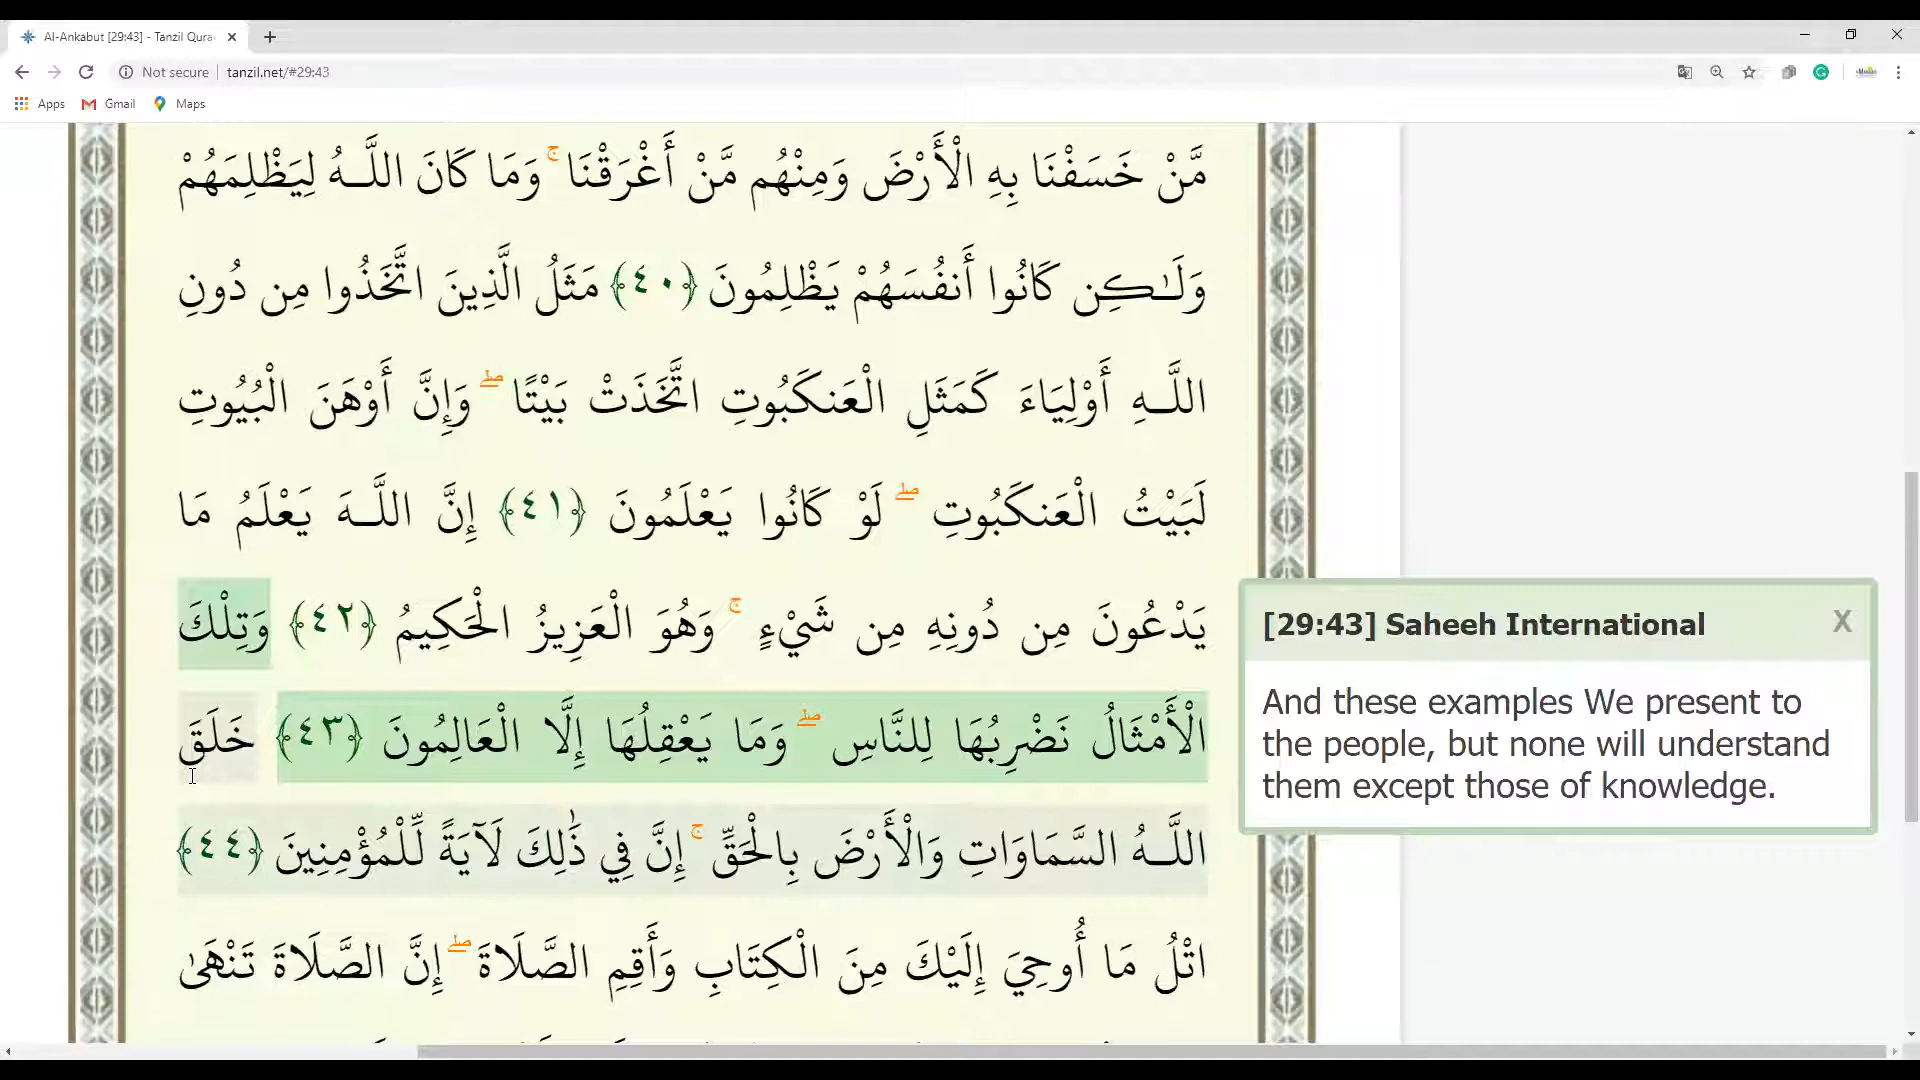 Al-Ankabut [29:43] - Tanzil Qura
Not secure | tanzil.net/#29:43
Apps Gmail Maps
مَّنْ خَسَفْنَا بِهِ الْأَرْضَ وَمِنْهُم مَّنْ أَغْرَقْنَا ۚ وَمَا كَانَ اللَّـهُ لِيَظْلِمَهُمْ
وَلَـٰكِن كَانُوا أَنفُسَهُمْ يَظْلِمُونَ ﴿٤٠﴾ مَثَلُ الَّذِينَ اتَّخَذُوا مِن دُونِ
اللَّـهِ أَوْلِيَاءَ كَمَثَلِ الْعَنكَبُوتِ اتَّخَذَتْ بَيْتًا ۖ وَإِنَّ أَوْهَنَ الْبُيُوتِ
لَبَيْتُ الْعَنكَبُوتِ ۖ لَوْ كَانُوا يَعْلَمُونَ ﴿٤١﴾ إِنَّ اللَّـهَ يَعْلَمُ مَا
يَدْعُونَ مِن دُونِهِ مِن شَيْءٍ ۚ وَهُوَ الْعَزِيزُ الْحَكِيمُ ﴿٤٢﴾ وَتِلْكَ
الْأَمْثَالُ نَضْرِبُهَا لِلنَّاسِ ۖ وَمَا يَعْقِلُهَا إِلَّا الْعَالِمُونَ ﴿٤٣﴾ خَلَقَ
اللَّـهُ السَّمَاوَاتِ وَالْأَرْضَ بِالْحَقِّ ۚ إِنَّ فِي ذَٰلِكَ لَآيَةً لِّلْمُؤْمِنِينَ ﴿٤٤﴾
اتْلُ مَا أُوحِيَ إِلَيْكَ مِنَ الْكِتَابِ وَأَقِمِ الصَّلَاةَ ۖ إِنَّ الصَّلَاةَ تَنْهَىٰ
[29:43] Saheeh International X
And these examples We present to
the people, but none will understand
them except those of knowledge.